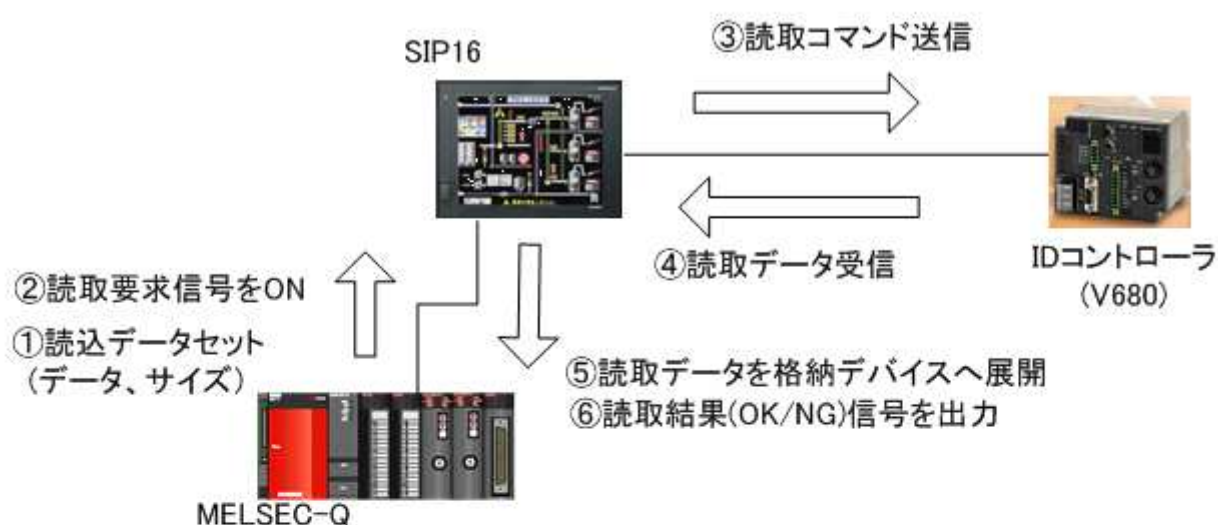 ③読取コマンド送信
SIP16
④読取データ受信
IDコントローラ
(V680)
②読取要求信号をON
①読込データセット
(データ、サイズ)
⑤読取データを格納デバイスへ展開
⑥読取結果(OK/NG)信号を出力
MELSEC-Q